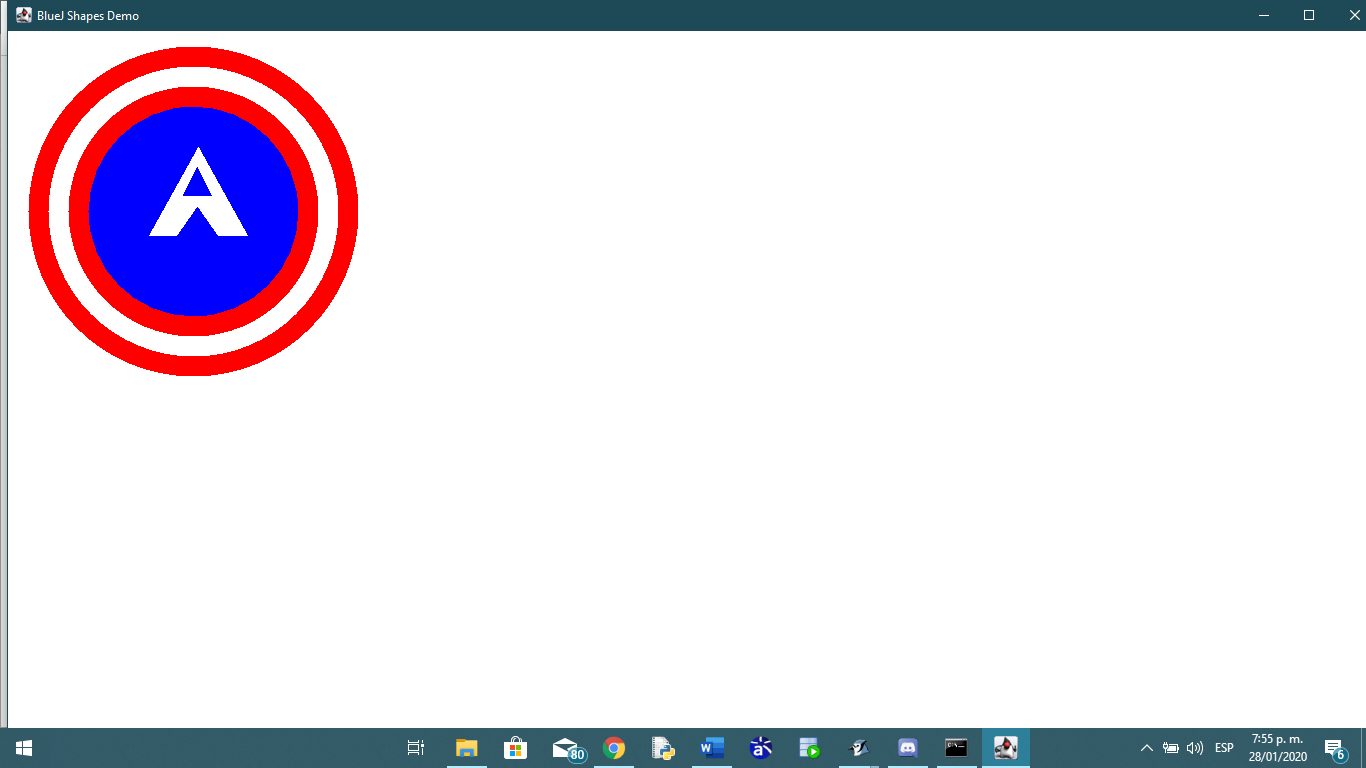 BlueJ Shapes Demo
A
80
ESP
7:55 p. m.
28/01/2020
6